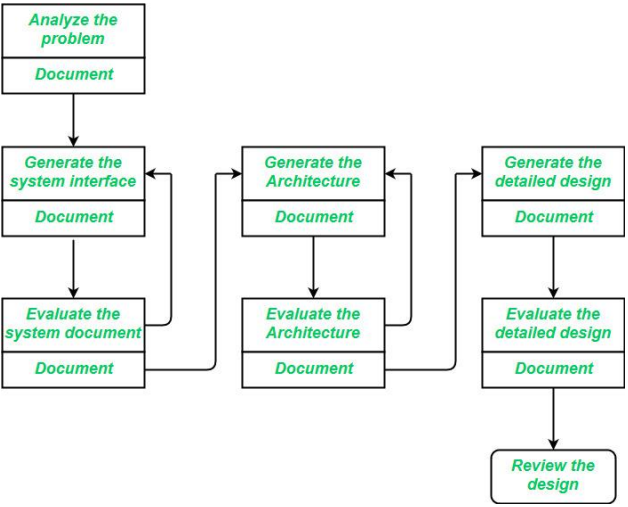 Analyze the
problem
Document
Generate the
system interface
Document
Evaluate the
system document
Document
Generate the
Architecture
Document
Evaluate the
Architecture
Document
Generate the
detailed design
Document
Evaluate the
detailed design
Document
Review the
design